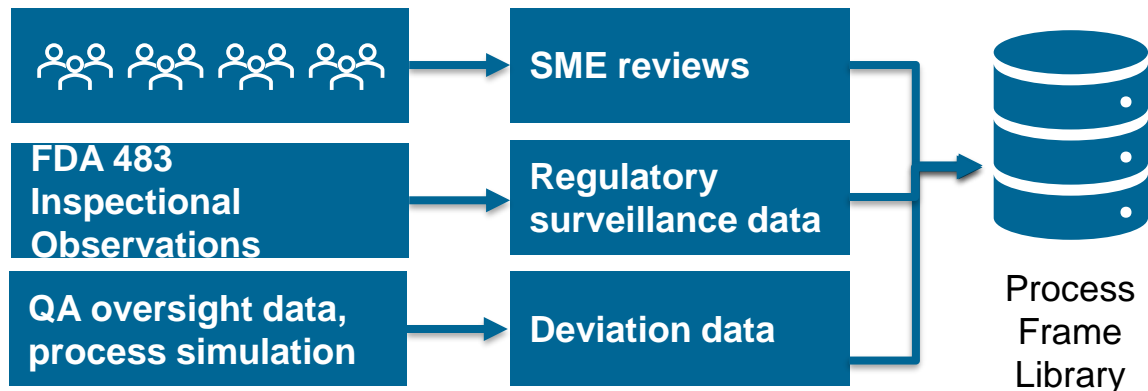 SME reviews
FDA 483
Inspectional
Observations
Regulatory
surveillance data
QA oversight data,
process simulation
Deviation data
Process
Frame
Library